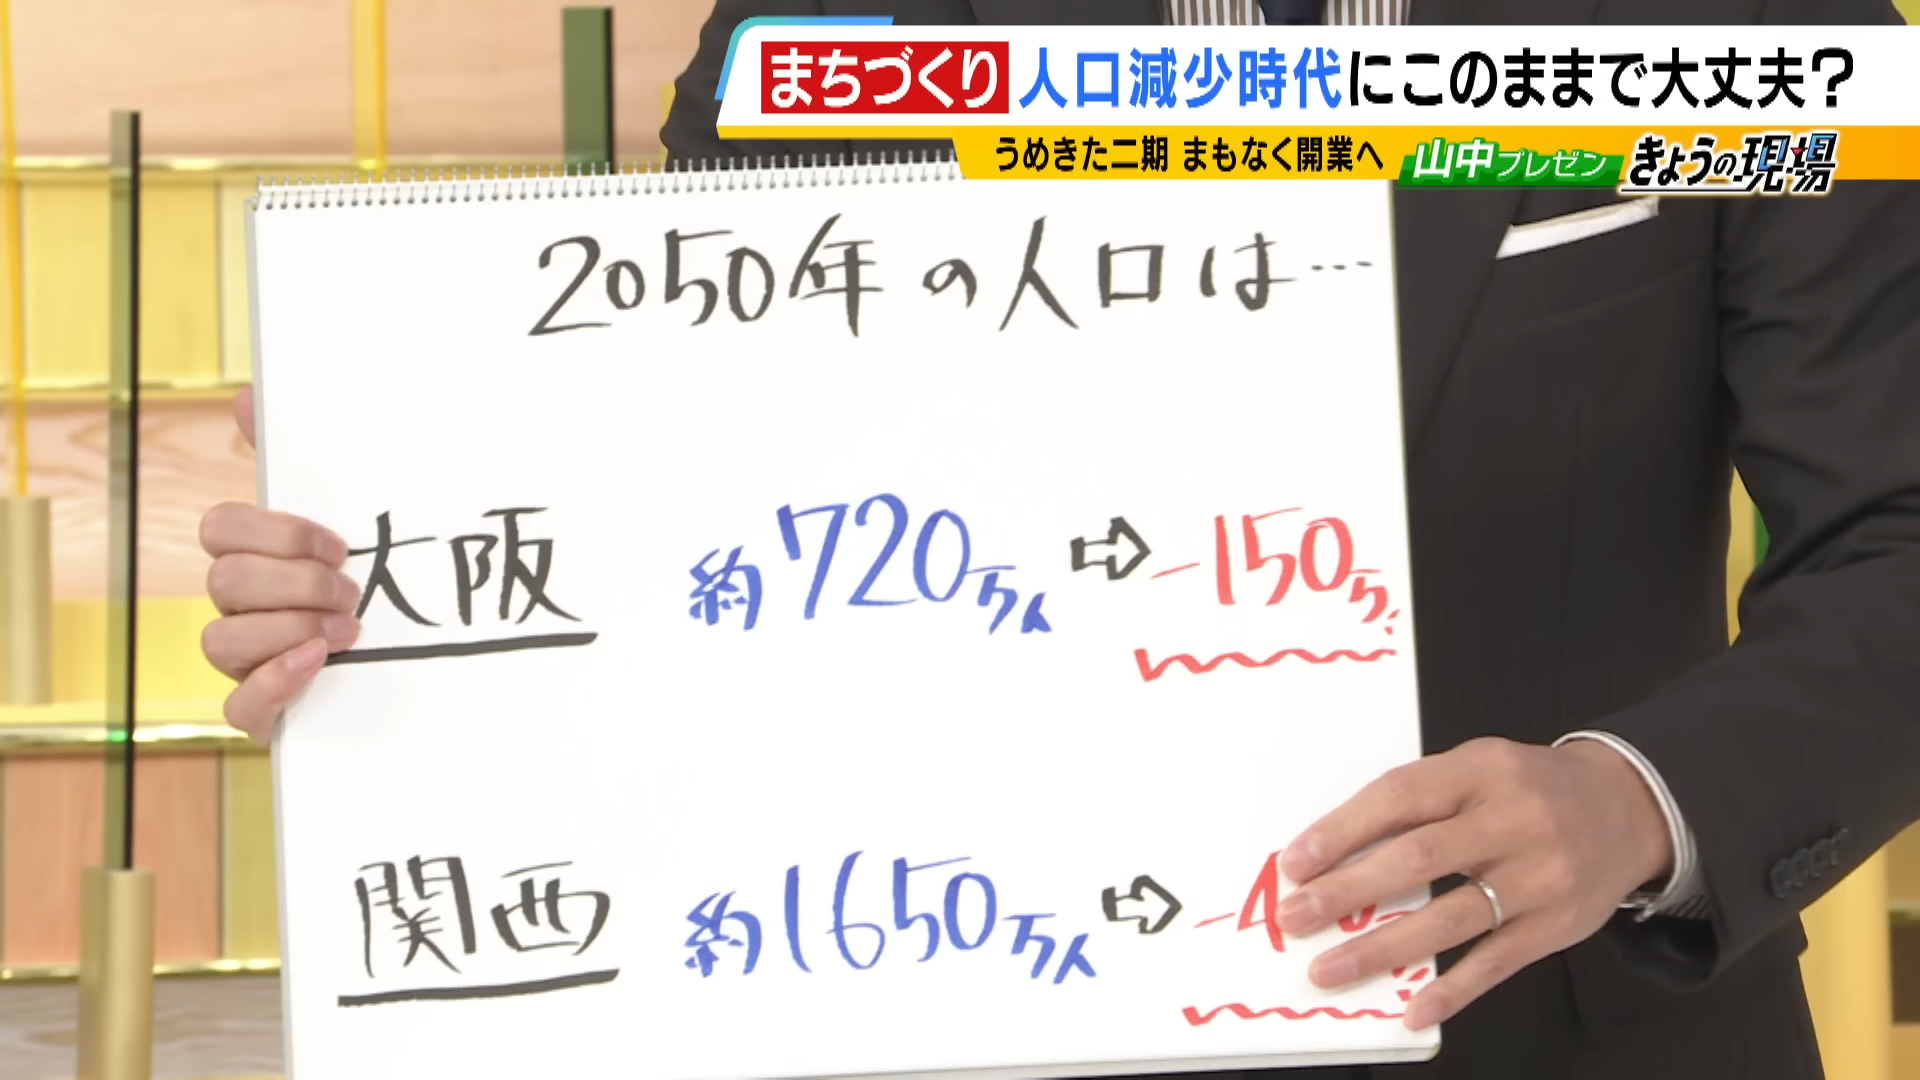 まちづくり 人口減少時代にこのままで大丈夫?
うめきた二期 まもなく開業へ 山中プレゼン きょうの現場
2050年の人口は…
大阪 約720万人 ⇨ -150万
関西 約1650万人 ⇨ -4